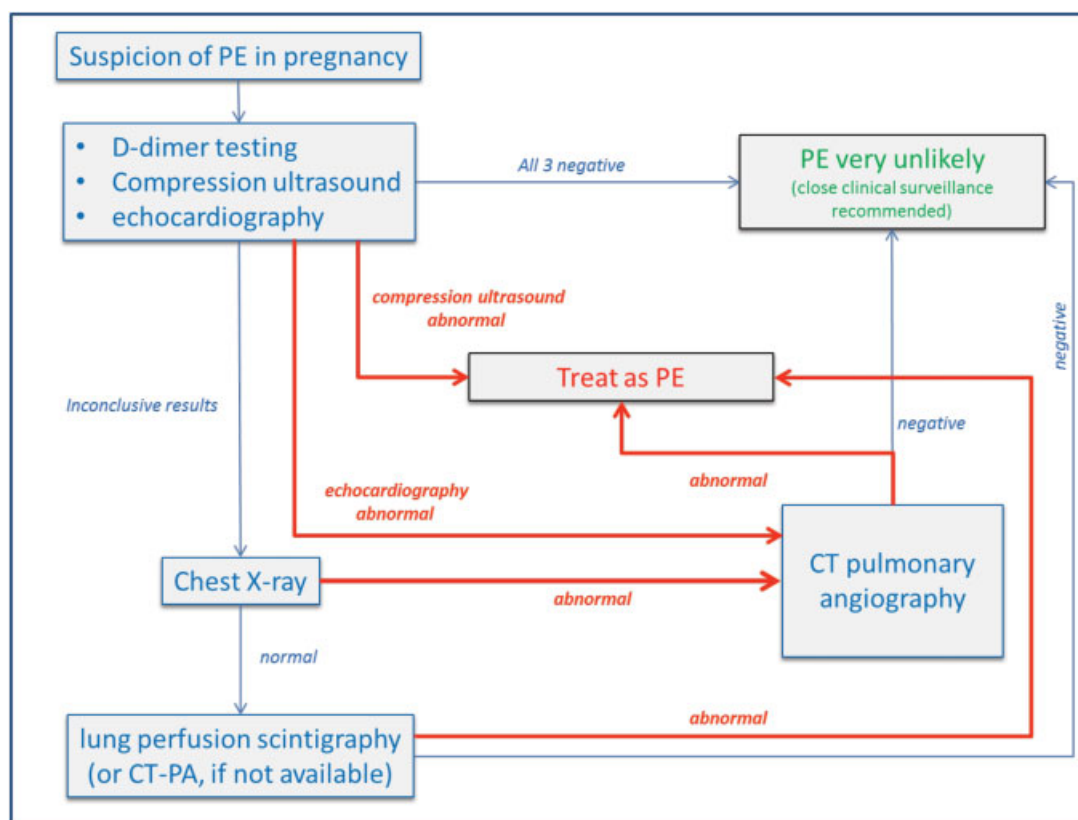 Suspicion of PE in pregnancy
• D-dimer testing
• Compression ultrasound
• echocardiography
All 3 negative
PE very unlikely
(close clinical surveillance
recommended)
compression ultrasound
abnormal
negative
Treat as PE
Inconclusive results
negative
abnormal
echocardiography
abnormal
CT pulmonary
angiography
Chest X-ray
abnormal
normal
lung perfusion scintigraphy
(or CT-PA, if not available)
abnormal